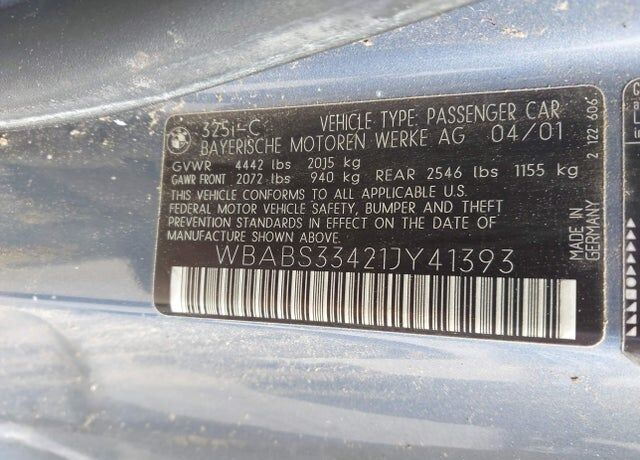 325i-C VEHICLE TYPE PASSENGER CAR
BAYERISCHE MOTOREN WERKE AG 04/01
GVWR 4442 lbs 2015 kg
GAWR FRONT 2072 lbs 940 kg REAR 2546 lbs 1155 kg
THIS VEHICLE CONFORMS TO ALL APPLICABLE U.S.
FEDERAL MOTOR VEHICLE SAFETY, BUMPER AND THEFT
PREVENTION STANDARDS IN EFFECT ON THE DATE OF
MANUFACTURE SHOWN ABOVE.
WBABS33421JY41393
MADE IN
GERMANY
2 122 606